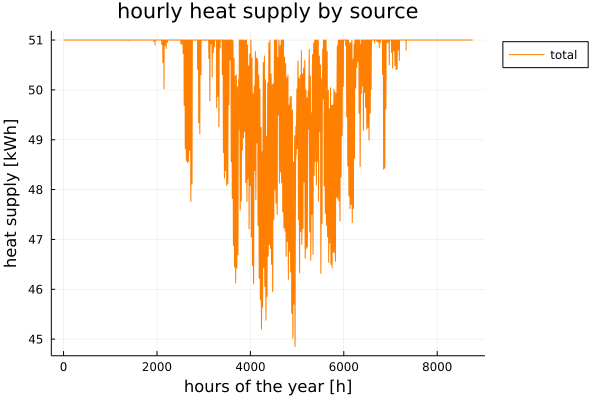 hourly heat supply by source
total
heat supply [kWh]
51
50
49
48
47
46
45
0 2000 4000 6000 8000
hours of the year [h]